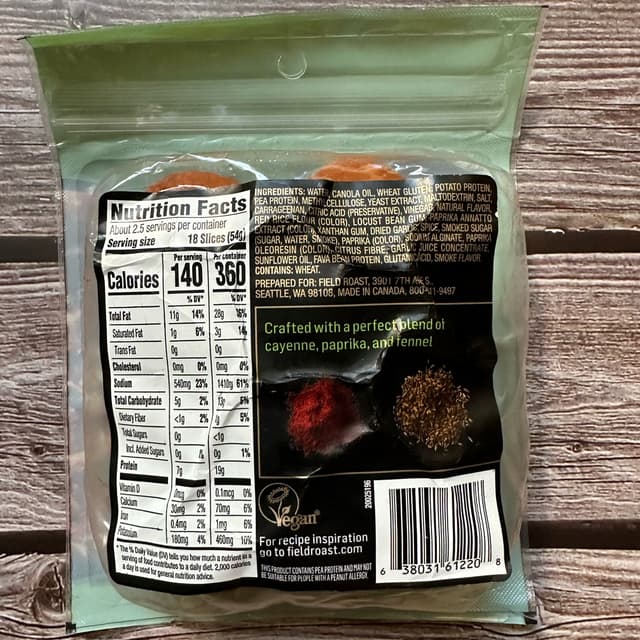 Nutrition Facts
About 2.5 servings per container
Serving size 18 Slices (54g)
Per serving Per container
Calories 140 360
% DV* % DV*
Total Fat 11g 14% 28g 36%
Saturated Fat 1g 6% 3g 14%
Trans Fat 0g 0g
Cholesterol 0mg 0% 0mg 0%
Sodium 540mg 23% 1410g 61%
Total Carbohydrate 5g 2% 13g 5%
Dietary Fiber <1g 2% 5%
Total Sugars 0g <1g
Incl. Added Sugars 0g 0g 1%
Protein 7g 19g
Vitamin D 0mcg 0% 0.1mcg 0%
Calcium 30mg 2% 70mg 6%
Iron 0.4mg 2% 1mg 6%
Potassium 180mg 4% 460mg 10%
* The % Daily Value (DV) tells you how much a nutrient in a
serving of food contributes to a daily diet. 2,000 calories
a day is used for general nutrition advice.
INGREDIENTS: WATER, CANOLA OIL, WHEAT GLUTEN, POTATO PROTEIN,
PEA PROTEIN, METHYLCELLULOSE, YEAST EXTRACT, MALTODEXTRIN, SALT,
CARRAGEENAN, CITRIC ACID (PRESERVATIVE), VINEGAR, NATURAL FLAVOR,
RED RICE FLOUR (COLOR), LOCUST BEAN GUM, PAPRIKA ANNATTO
EXTRACT (COLOR), XANTHAN GUM, DRIED GARLIC, SPICE, SMOKED SUGAR
(SUGAR, WATER, SMOKE), PAPRIKA (COLOR), SODIUM ALGINATE, PAPRIKA
OLEORESIN (COLOR), CITRUS FIBRE, GARLIC JUICE CONCENTRATE,
SUNFLOWER OIL, FAVA BEAN PROTEIN, GLUTAMIC ACID, SMOKE FLAVOR
CONTAINS: WHEAT.
PREPARED FOR: FIELD ROAST, 3901 7TH AVE S.
SEATTLE, WA 98108, MADE IN CANADA, 800-311-9497
Crafted with a perfect blend of
cayenne, paprika, and fennel
Vegan
For recipe inspiration
go to fieldroast.com
THIS PRODUCT CONTAINS PEA PROTEIN AND MAY NOT
BE SUITABLE FOR PEOPLE WITH A PEANUT ALLERGY.
20025196
6 38031 61220 8